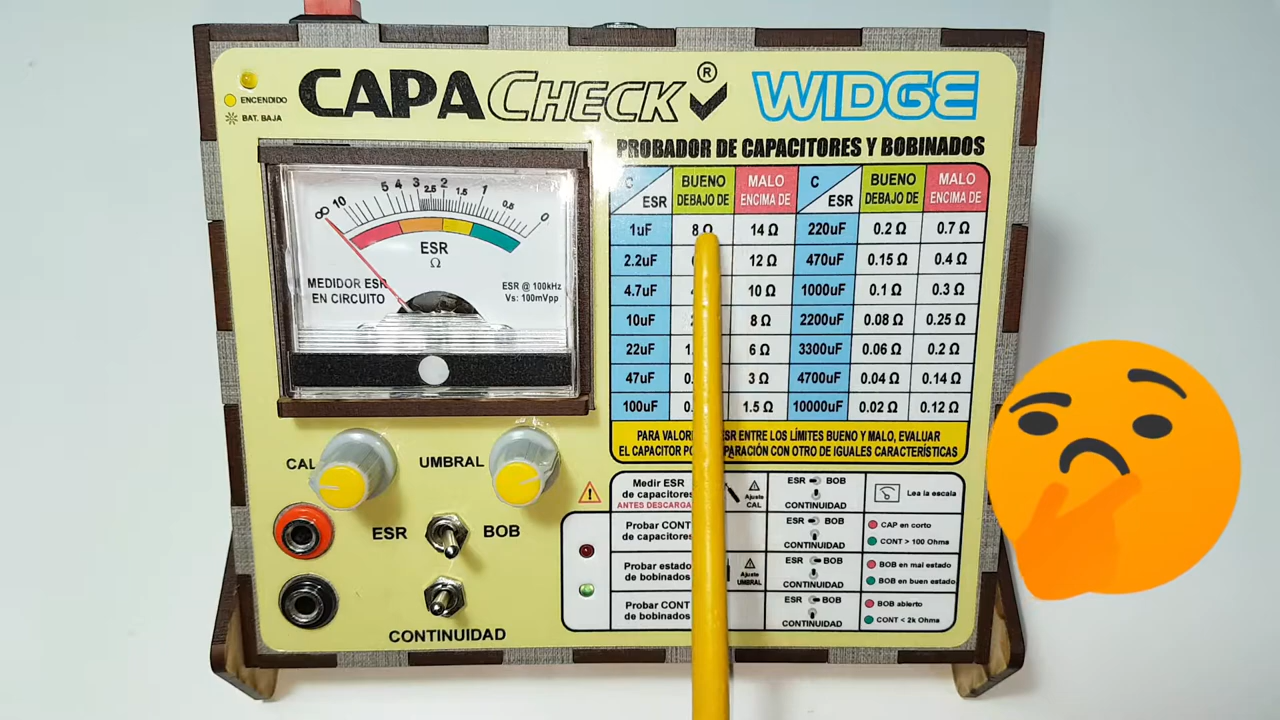 CAPACHECK ®
WIDGE
ENCENDIDO
BAT. BAJA
PROBADOR DE CAPACITORES Y BOBINADOS
∞ 10 5 4 3 2.5 2 1.5 1 0.5 0
ESR
Ω
MEDIDOR ESR
EN CIRCUITO
ESR @ 100kHz
Vs: 100mVpp
C ESR BUENO DEBAJO DE MALO ENCIMA DE C ESR BUENO DEBAJO DE MALO ENCIMA DE
1uF 8 Ω 14 Ω 220uF 0.2 Ω 0.7 Ω
2.2uF 12 Ω 470uF 0.15 Ω 0.4 Ω
4.7uF 10 Ω 1000uF 0.1 Ω 0.3 Ω
10uF 8 Ω 2200uF 0.08 Ω 0.25 Ω
22uF 6 Ω 3300uF 0.06 Ω 0.2 Ω
47uF 3 Ω 4700uF 0.04 Ω 0.14 Ω
100uF 1.5 Ω 10000uF 0.02 Ω 0.12 Ω
PARA VALOR ESR ENTRE LOS LÍMITES BUENO Y MALO, EVALUAR
EL CAPACITOR CON OTRO DE IGUALES CARACTERÍSTICAS
CAL
UMBRAL
ESR
BOB
CONTINUIDAD
Medir ESR
de capacitores
ANTES DESCARGA
Ajuste
CAL
ESR BOB
CONTINUIDAD
Lea la escala
Probar CONT
de capacitores
ESR BOB
CONTINUIDAD
CAP en corto
CONT > 100 Ohms
Probar estado
de bobinados
Ajuste
UMBRAL
ESR BOB
CONTINUIDAD
BOB en mal estado
BOB en buen estado
Probar CONT
de bobinados
ESR BOB
CONTINUIDAD
BOB abierto
CONT < 2k Ohms